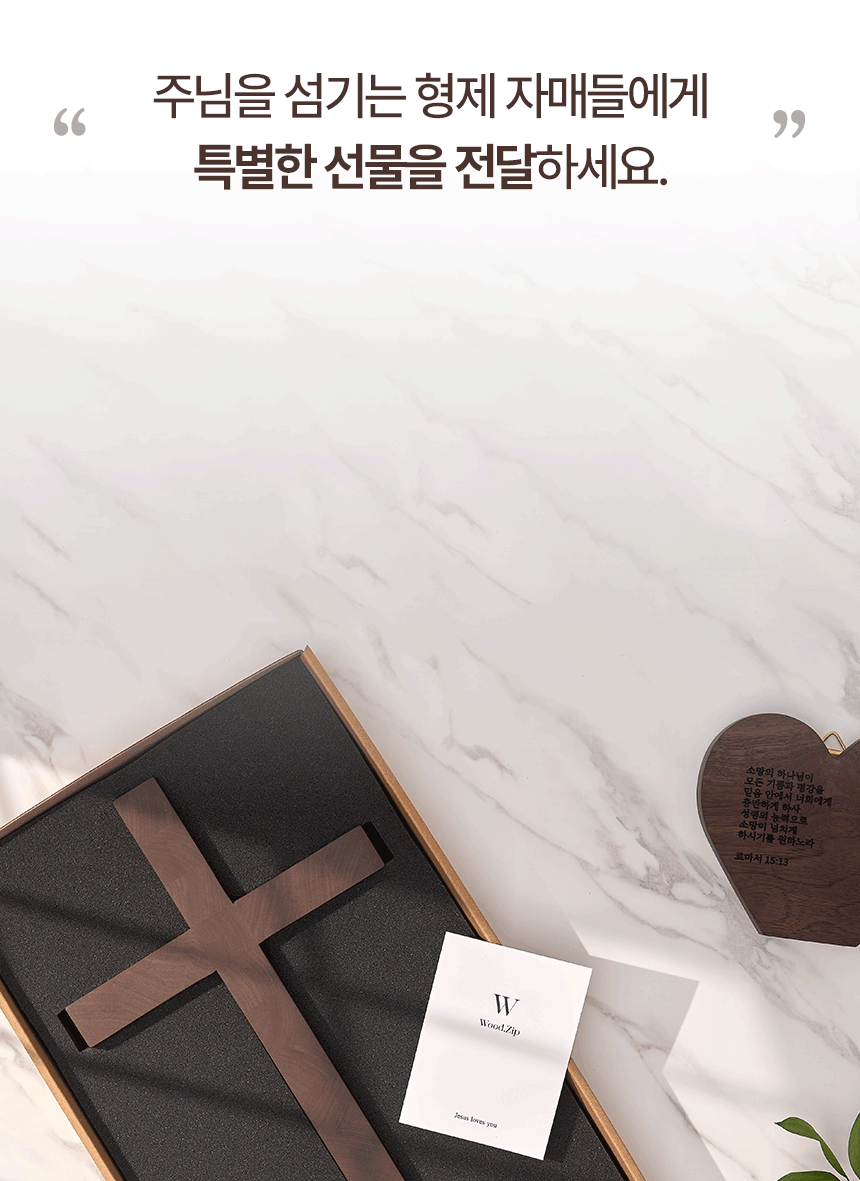 “ 주님을 섬기는 형제 자매들에게 ”
특별한 선물을 전달하세요.
소망의 하나님이
모든 기쁨과 평강을
믿음 안에서 너희에게
충만하게 하사
성령의 능력으로
소망이 넘치게
하시기를 원하노라
로마서 15:13
W
Wood.Zip
Jesus loves you